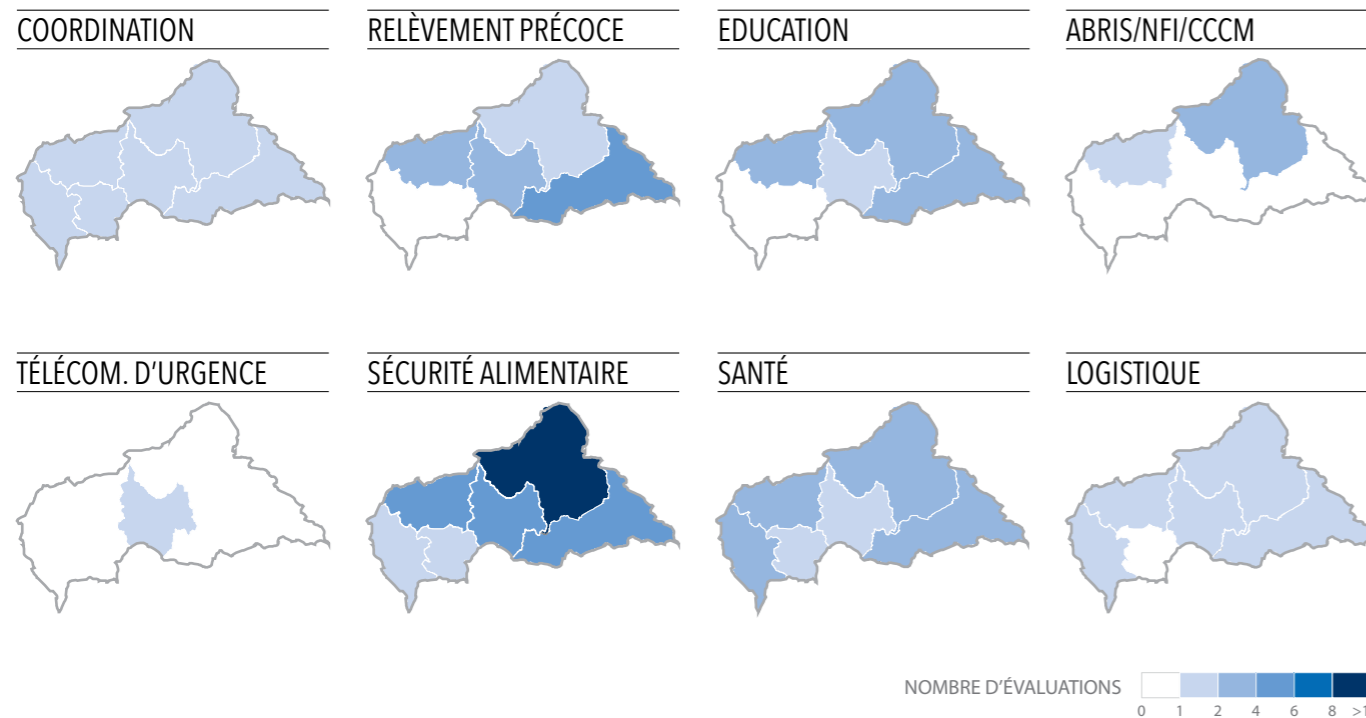 COORDINATION
RELÈVEMENT PRÉCOCE
EDUCATION
ABRIS/NFI/CCCM
TÉLÉCOM. D'URGENCE
SÉCURITÉ ALIMENTAIRE
SANTÉ
LOGISTIQUE
NOMBRE D'ÉVALUATIONS
0 1 2 4 6 8